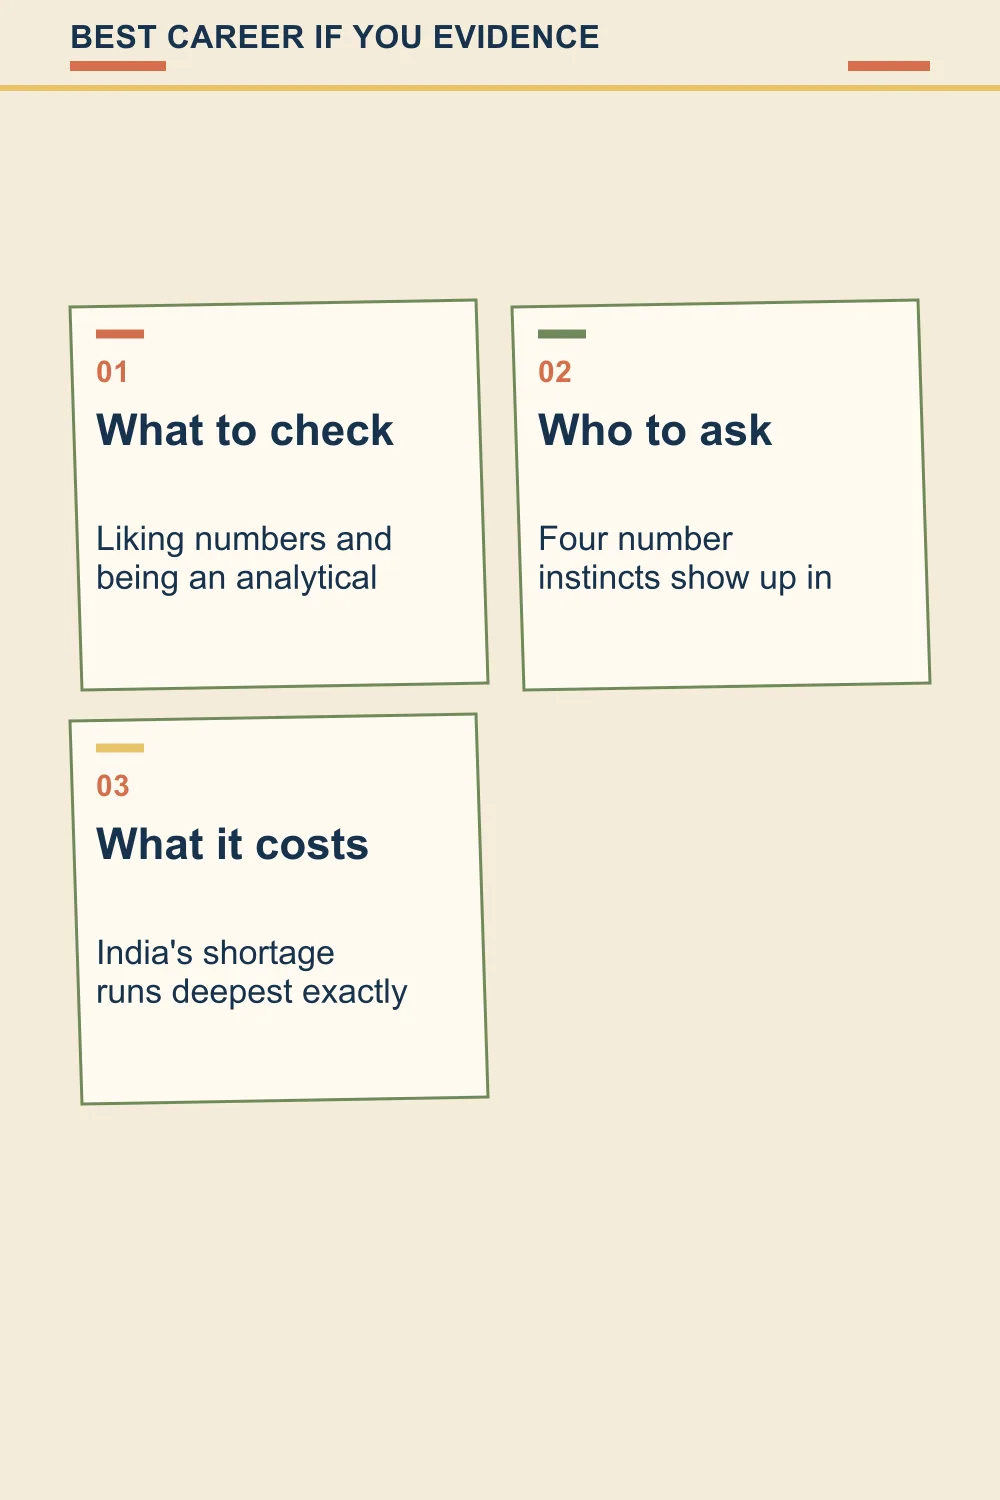 BEST CAREER IF YOU EVIDENCE
01
What to check
Liking numbers and
being an analytical
02
Who to ask
Four number
instincts show up in
03
What it costs
India's shortage
runs deepest exactly